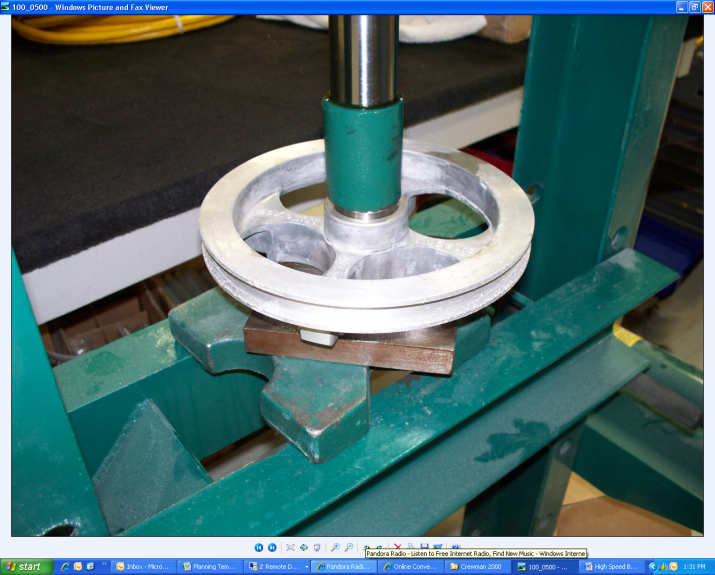 100_0500 - Windows Picture and Fax Viewer
Pandora Radio - Listen to Free Internet Radio, Find New Music - Windows Interne
start
Inbox - Micro...
Planning Tem...
2 Remote D...
Pandora Radi...
Online Conve...
Crewman 2000
100_0500 - ...
High Speed B...
1:31 PM